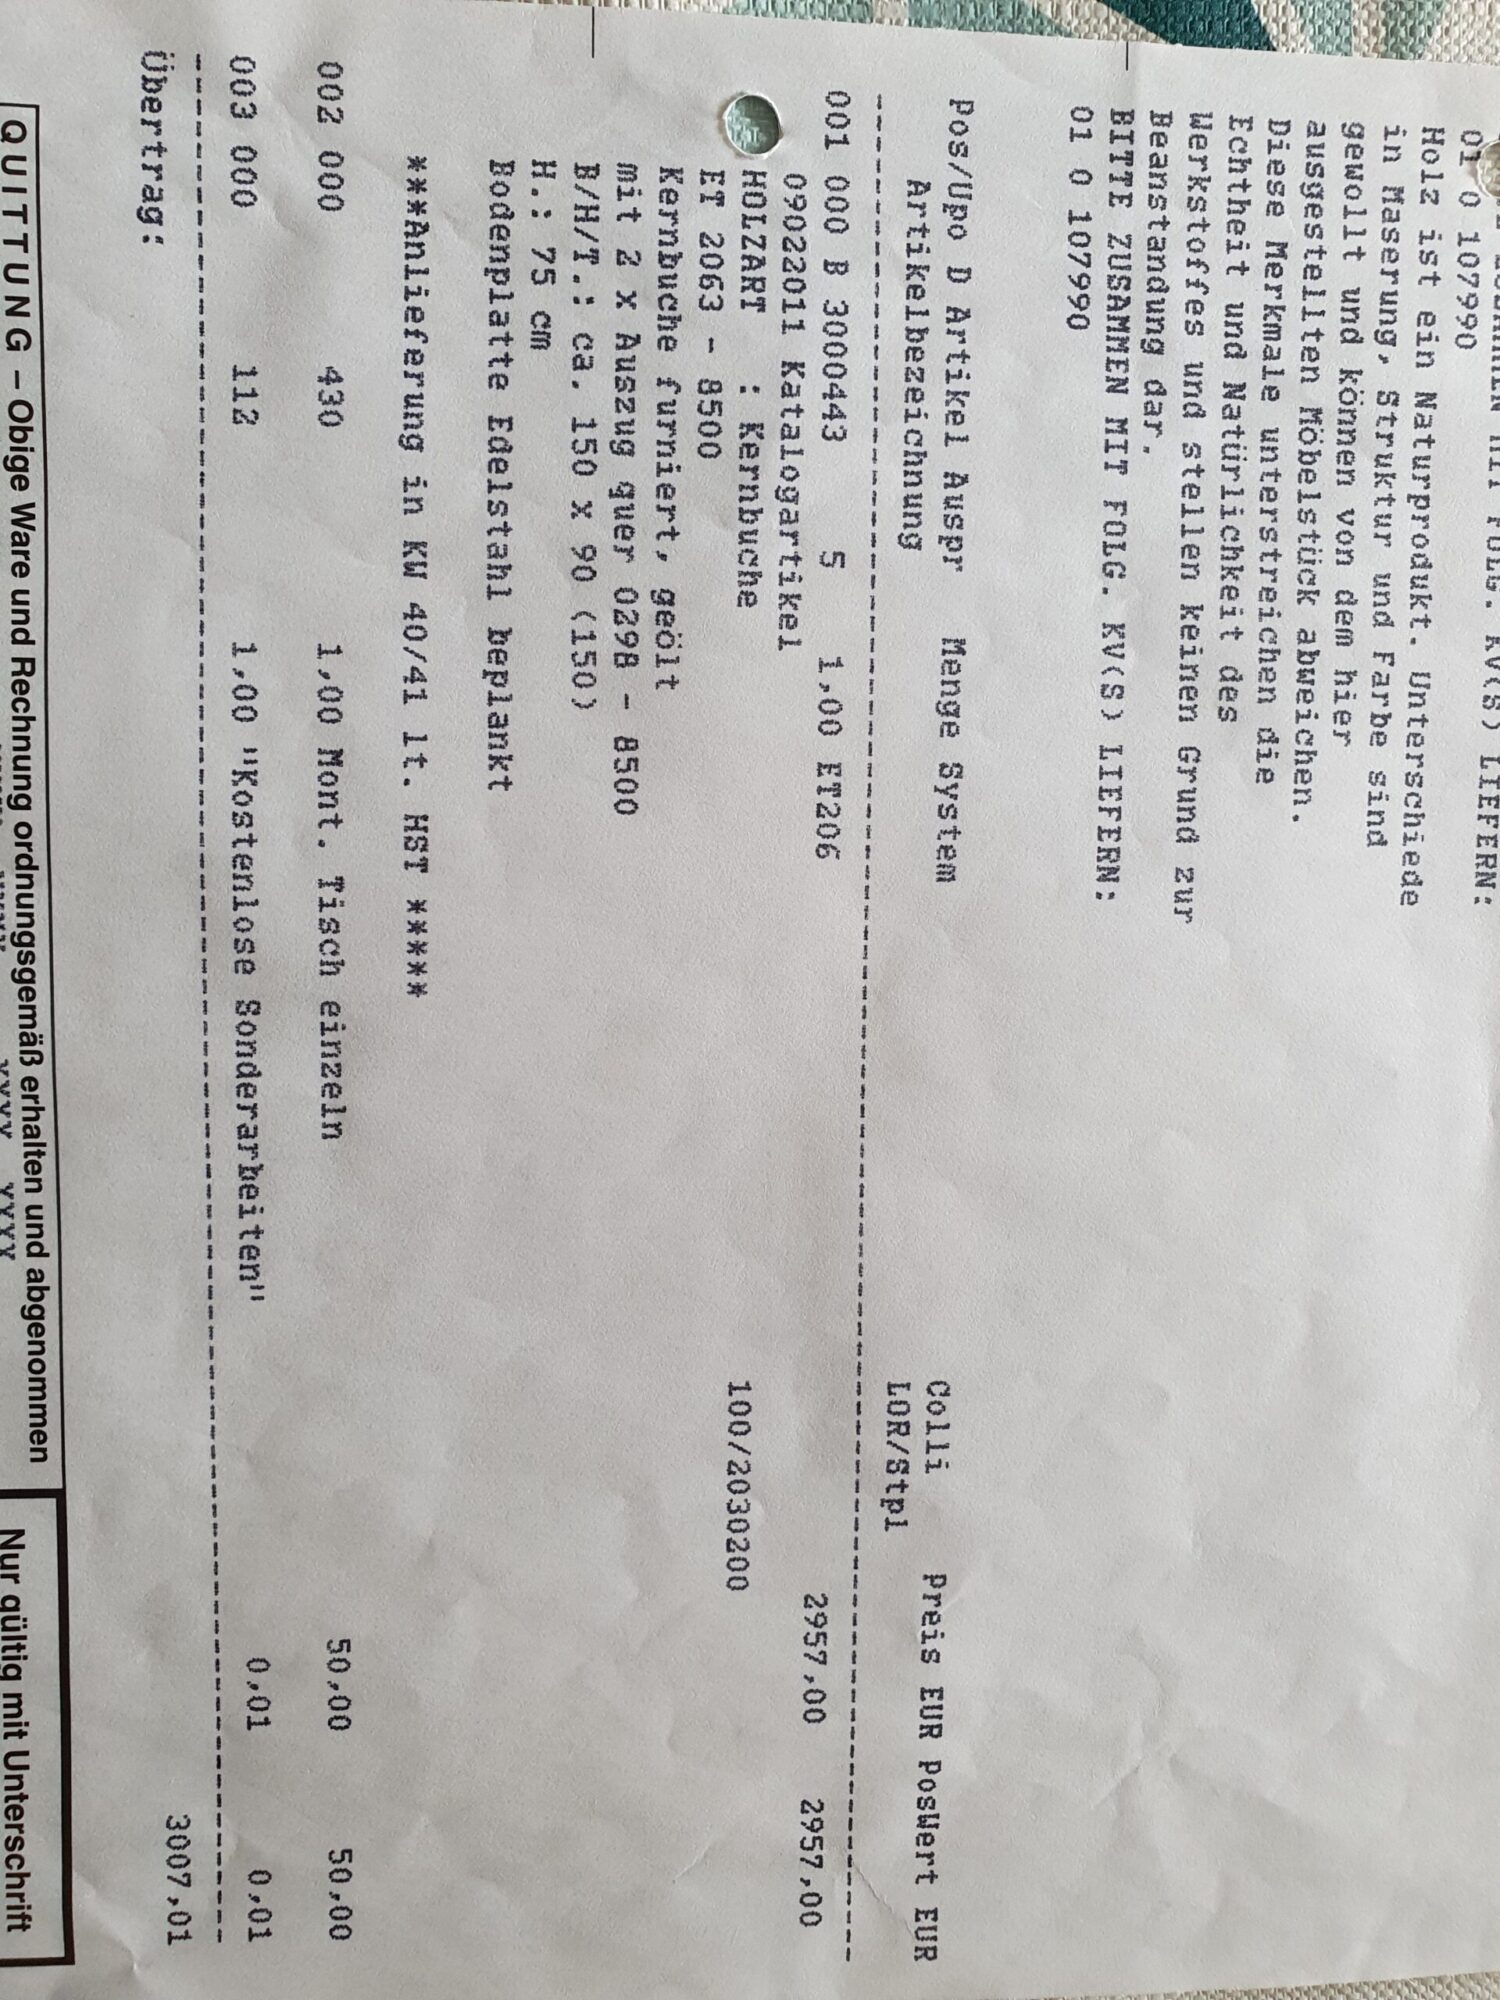 MIT FOLG. KV(S) LIEFERN:
01 0 107990
Holz ist ein Naturprodukt. Unterschiede
in Maserung, Struktur und Farbe sind
gewollt und können von dem hier
ausgestellten Möbelstück abweichen.
Diese Merkmale unterstreichen die
Echtheit und Natürlichkeit des
Werkstoffes und stellen keinen Grund zur
Beanstandung dar.
BITTE ZUSAMMEN MIT FOLG. KV(S) LIEFERN:
01 0 107990
Pos/Upo D Artikel Auspr Menge System Colli Preis EUR PosWert EUR
Artikelbezeichnung LOR/Stpl
001 000 B 3000443 5 1,00 ET206 2957,00 2957,00
09022011 Katalogartikel
HOLZART : Kernbuche 100/2030200
ET 2063 - 8500
Kernbuche furniert, geölt
mit 2 x Auszug quer 0298 - 8500
B/H/T.: ca. 150 x 90 (150)
H.: 75 cm
Bodenplatte Edelstahl beplankt
***Anlieferung in KW 40/41 lt. HST ****
002 000 430 1,00 Mont. Tisch einzeln 50,00 50,00
003 000 112 1,00 "Kostenlose Sonderarbeiten" 0,01 0,01
Übertrag: 3007,01
QUITTUNG – Obige Ware und Rechnung ordnungsgemäß erhalten und abgenommen
Nur gültig mit Unterschrift